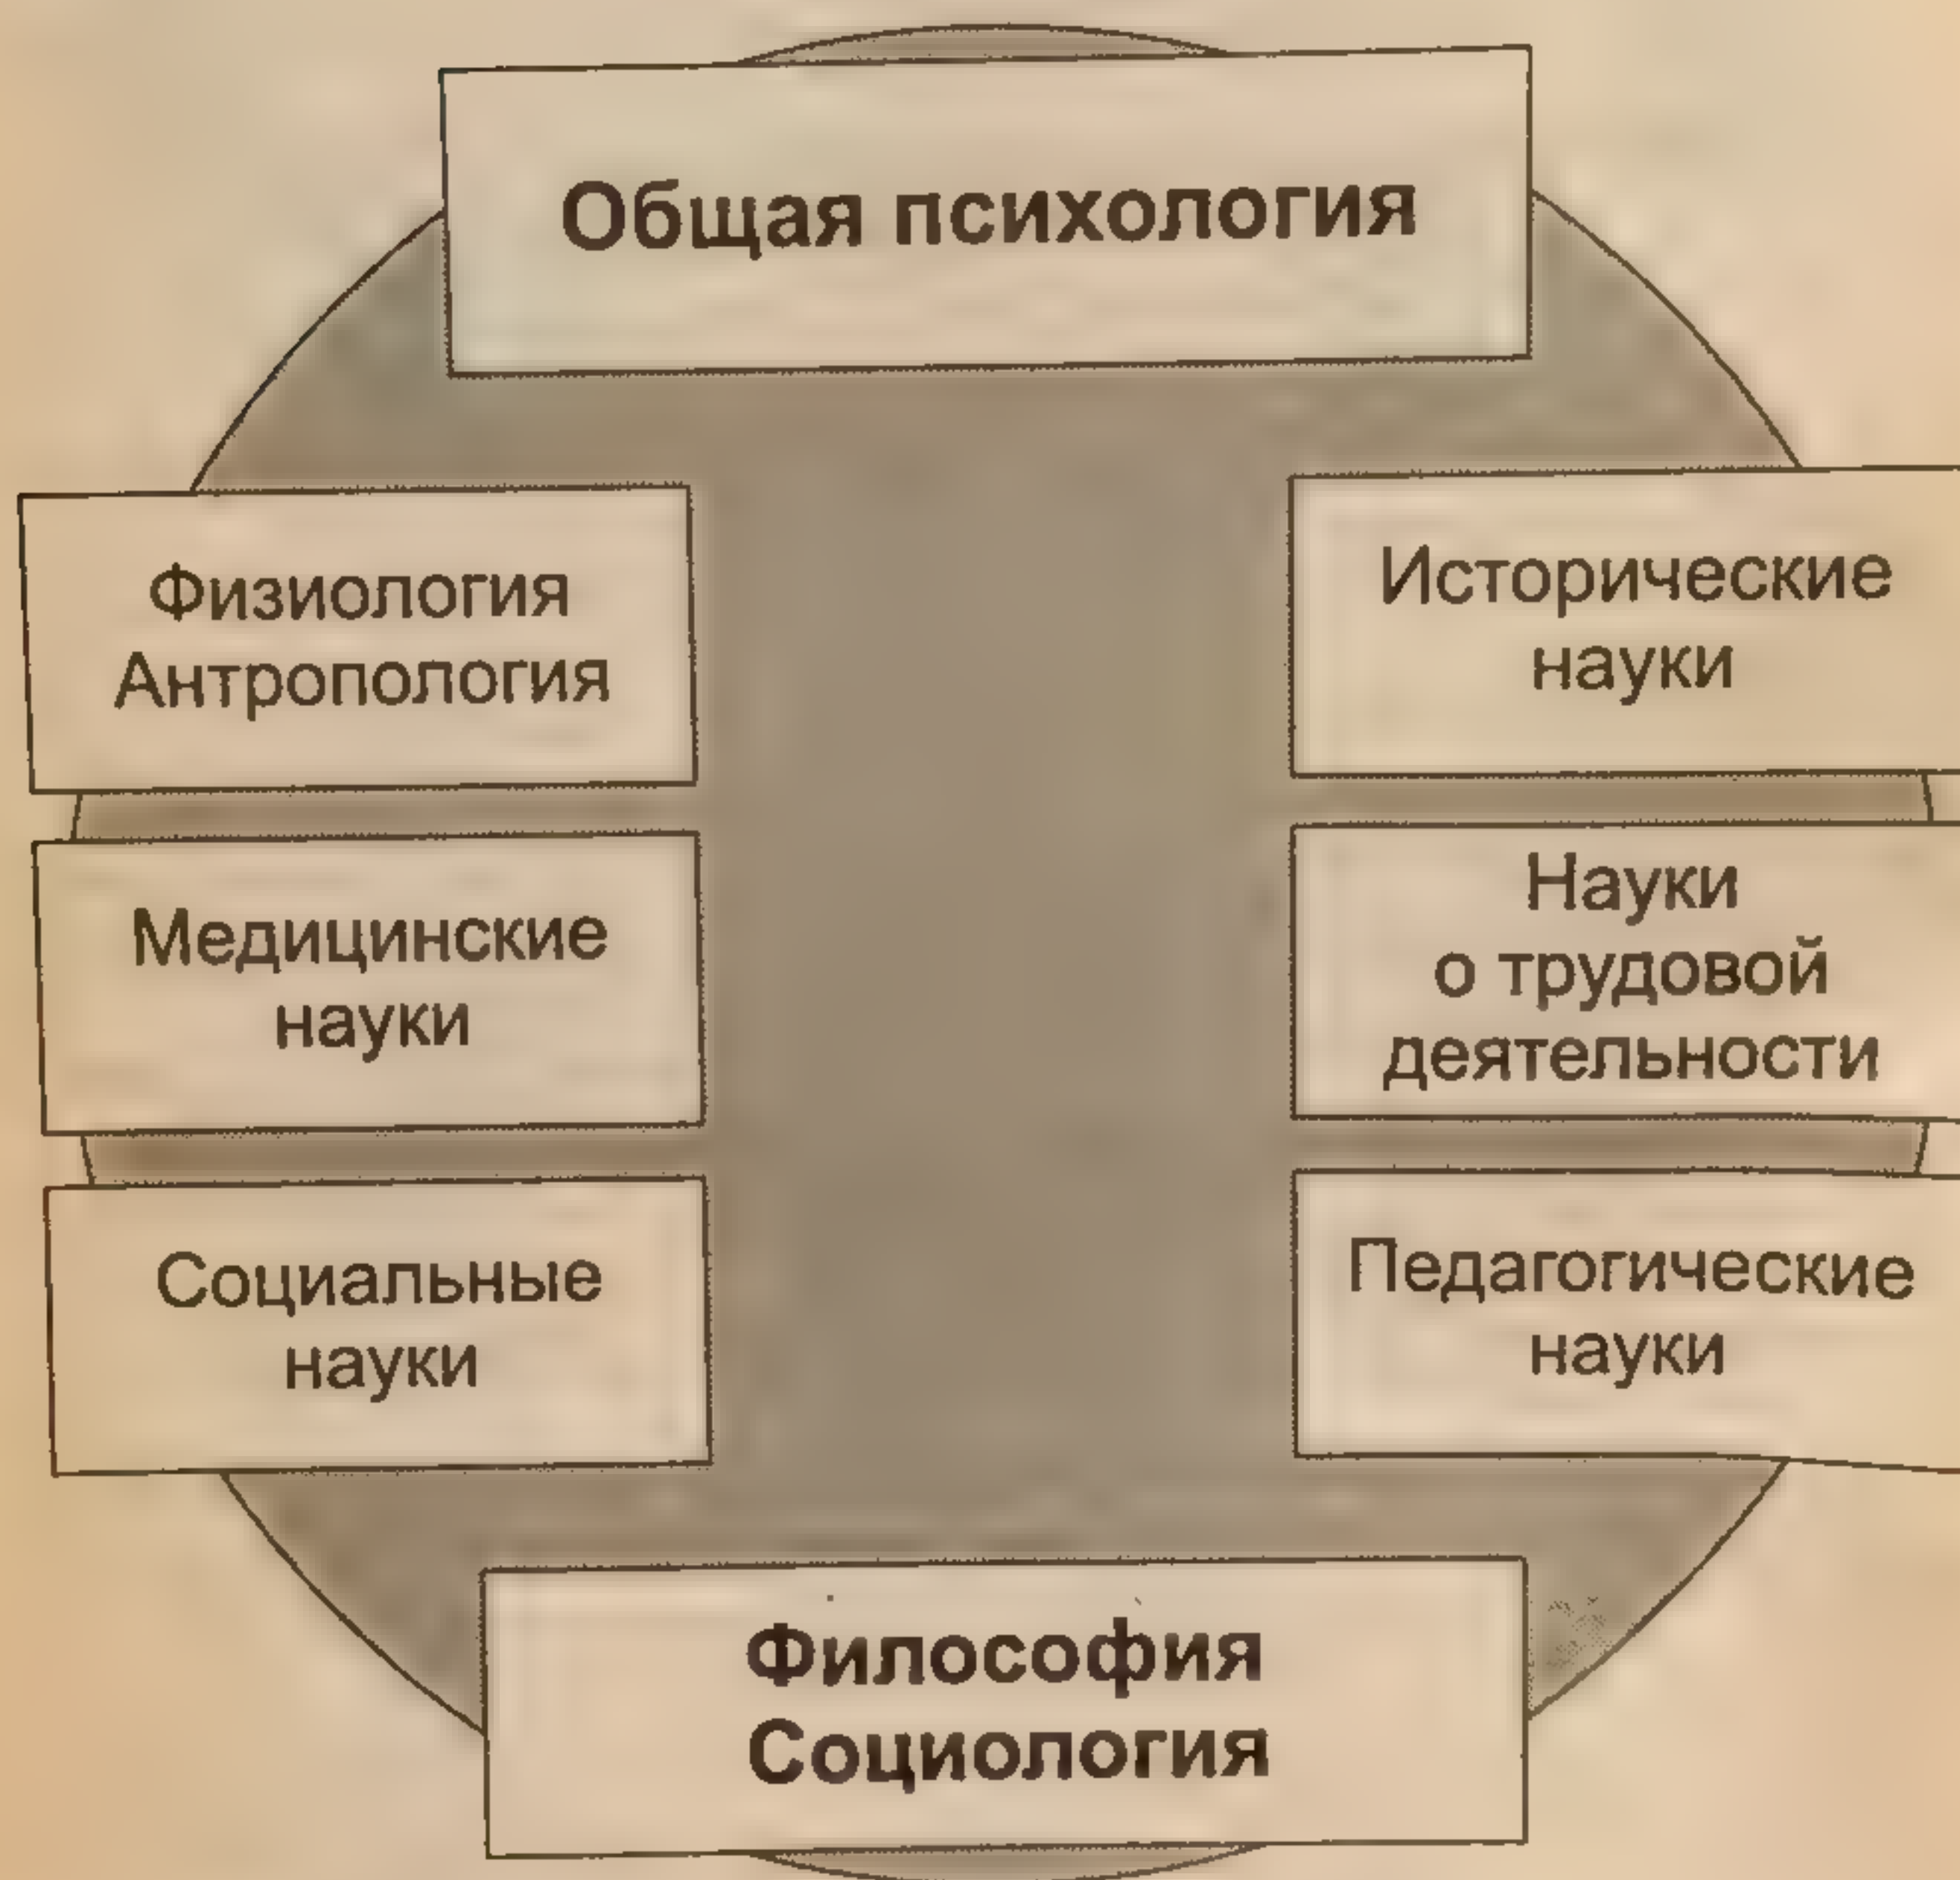 Общая психология
Физиология
Антропология
Медицинские
науки
Социальные
науки
Исторические
науки
Науки
о трудовой
деятельности
Педагогические
науки
Философия
Социология